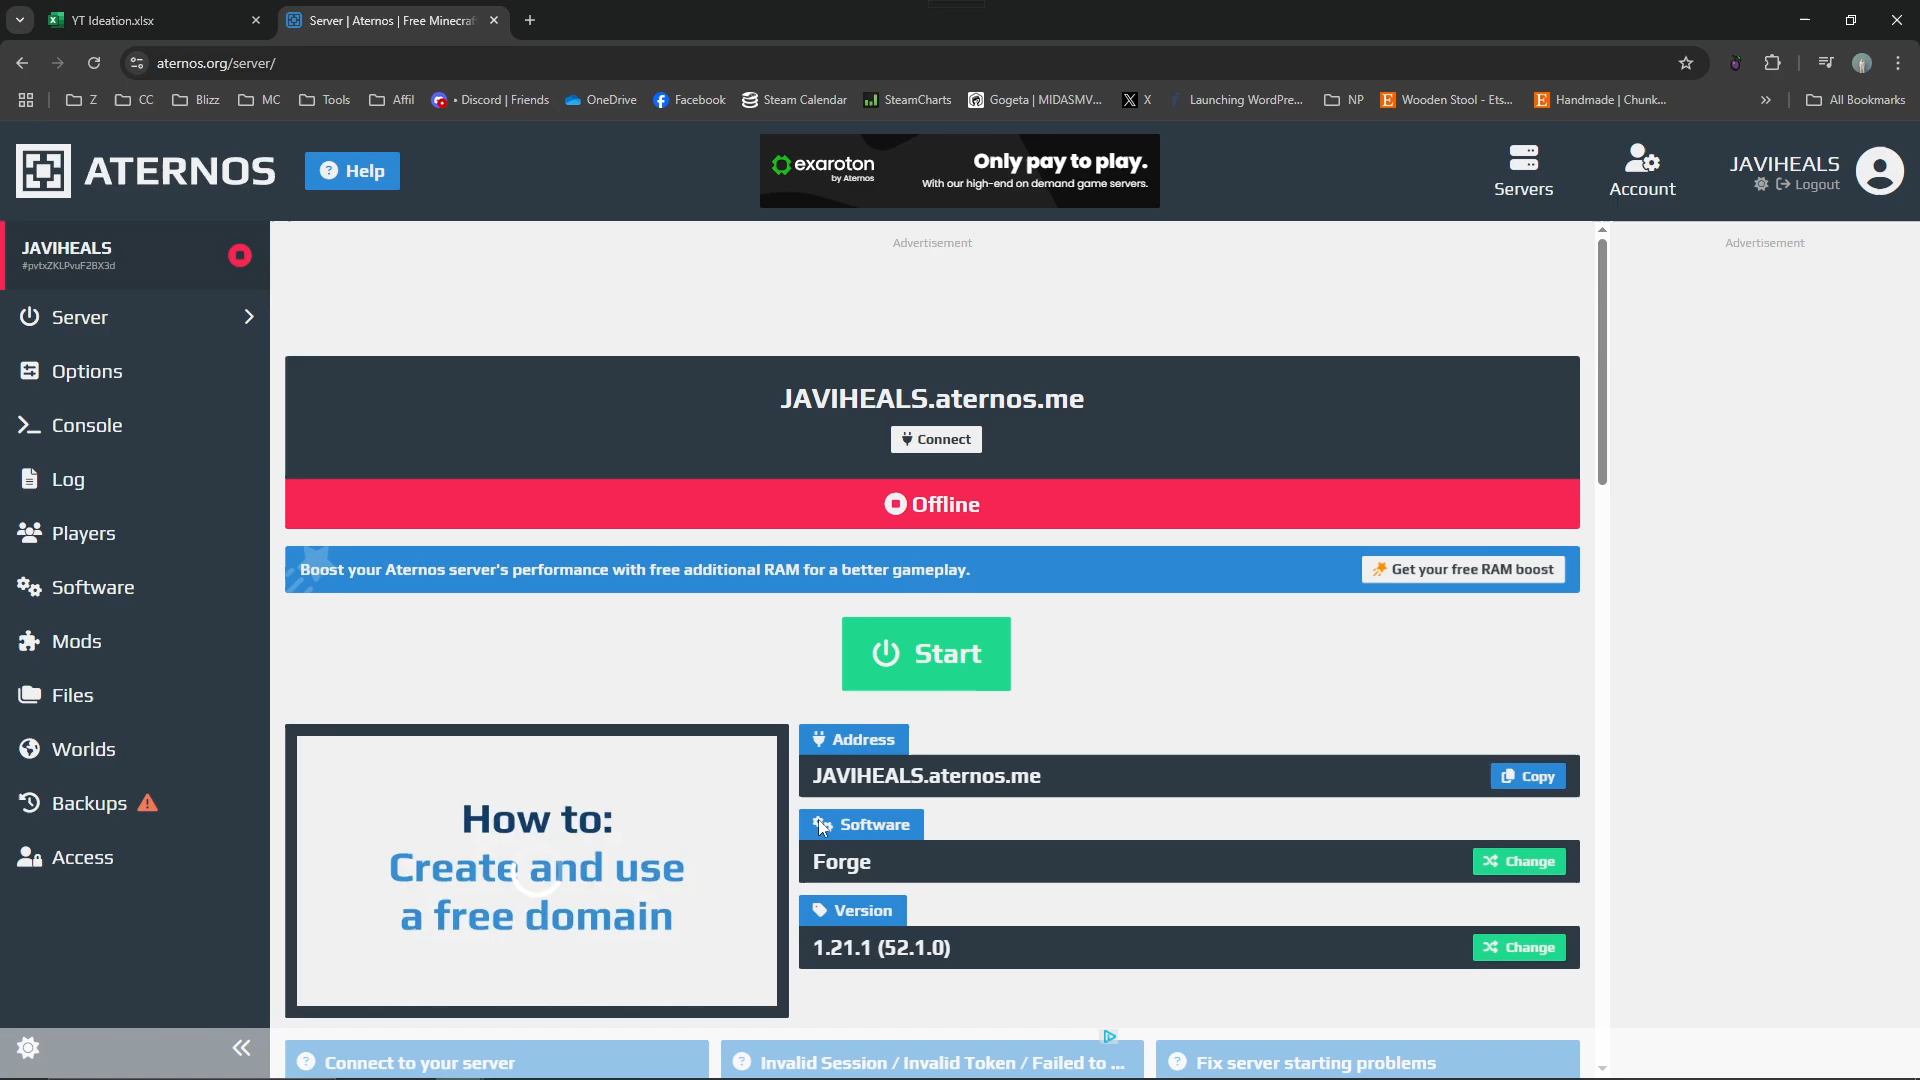 YT Ideation.xlsx
Server | Aternos | Free Minecraf
aternos.org/server/
Z
CC
Blizz
MC
Tools
Affil
• Discord | Friends
OneDrive
Facebook
Steam Calendar
SteamCharts
Gogeta | MIDASMV...
X
Launching WordPre...
NP
Wooden Stool - Ets...
Handmade | Chunk...
All Bookmarks
ATERNOS
Help
exaroton
by Aternos
Only pay to play.
With our high-end on demand game servers.
Servers
Account
JAVIHEALS
Logout
JAVIHEALS
#pvtxZKLPvuF2BX3d
Server
Options
Console
Log
Players
Software
Mods
Files
Worlds
Backups
Access
Advertisement
Advertisement
JAVIHEALS.aternos.me
Connect
Offline
Boost your Aternos server's performance with free additional RAM for a better gameplay.
Get your free RAM boost
Start
How to:
Create and use
a free domain
Address
JAVIHEALS.aternos.me
Copy
Software
Forge
Change
Version
1.21.1 (52.1.0)
Change
Connect to your server
Invalid Session / Invalid Token / Failed to ...
Fix server starting problems